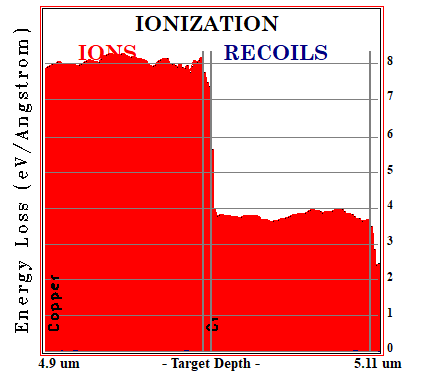 IONIZATION
IONS RECOILS
Energy Loss (eV/Angstrom)
8
7
6
5
4
3
2
1
0
Copper
4.9 um - Target Depth - 5.11 um